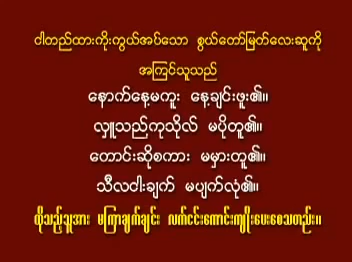 ငါတည်ထားကိုးကွယ်အပ်သော စွယ်တော်မြတ်လေးဆူကို
အကြင်သူသည်
နောက်နေ့မကူး နေ့ချင်းဖူး၏။
လှူသည်ကုသိုလ် မပိုတူ၏။
တောင်းဆိုစကား မမှားတူ၏။
သီလငါးချက် မပျက်လုံ၏။
ထိုသည့်သူအား မကြာချက်ချင်း လက်ငင်းကောင်းကျိုးပေးစေသတည်း။